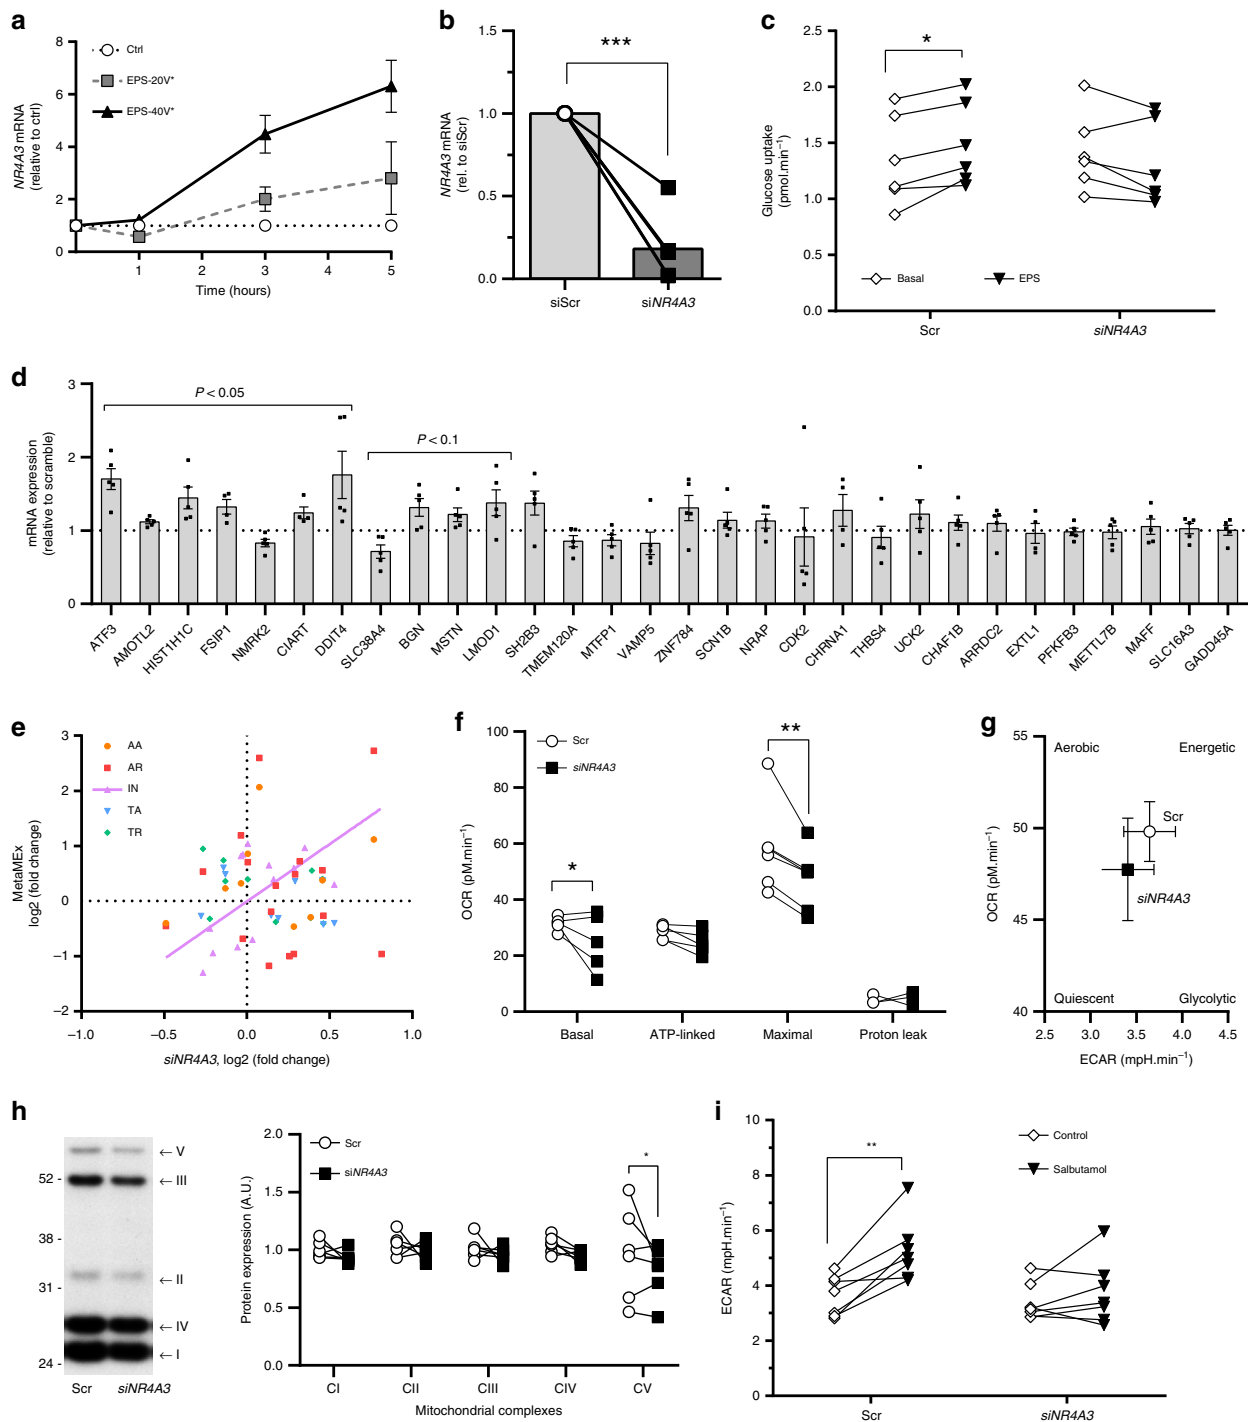 a
NR4A3 mRNA
(relative to ctrl)
8
6
4
2
0
1
2
3
4
5
Time (hours)
Ctrl
EPS-20V*
EPS-40V*
b
NR4A3 mRNA
(rel. to siScr)
1.5
1.0
0.5
0.0
***
siScr
siNR4A3
c
Glucose uptake
(pmol.min−1)
2.5
2.0
1.5
1.0
0.5
0.0
*
Basal
EPS
Scr
siNR4A3
d
mRNA expression
(relative to scramble)
3
2
1
0
P < 0.05
P < 0.1
ATF3
AMOTL2
HIST1H1C
FSIP1
NMRK2
CIART
DDIT4
SLC38A4
BGN
MSTN
LMOD1
SH2B3
TMEM120A
MTFP1
VAMP5
ZNF784
SCN1B
NRAP
CDK2
CHRNA1
THBS4
UCK2
CHAF1B
ARRDC2
EXTL1
PFKFB3
METTL7B
MAFF
SLC16A3
GADD45A
e
MetaMEx
log2 (fold change)
3
2
1
0
−1
−2
AA
AR
IN
TA
TR
−1.0
−0.5
0.0
0.5
1.0
siNR4A3, log2 (fold change)
f
OCR (pM.min−1)
100
80
60
40
20
0
Scr
siNR4A3
*
**
Basal
ATP-linked
Maximal
Proton leak
g
OCR (pM.min−1)
55
50
45
40
Aerobic
Energetic
Scr
siNR4A3
Quiescent
Glycolytic
2.5
3.0
3.5
4.0
4.5
ECAR (mpH.min−1)
h
52 -
38 -
31 -
24 -
← V
← III
← II
← IV
← I
Scr
siNR4A3
Protein expression (A.U.)
2.0
1.5
1.0
0.5
0.0
Scr
siNR4A3
*
CI
CII
CIII
CIV
CV
Mitochondrial complexes
i
ECAR (mpH.min−1)
10
8
6
4
2
0
**
Control
Salbutamol
Scr
siNR4A3